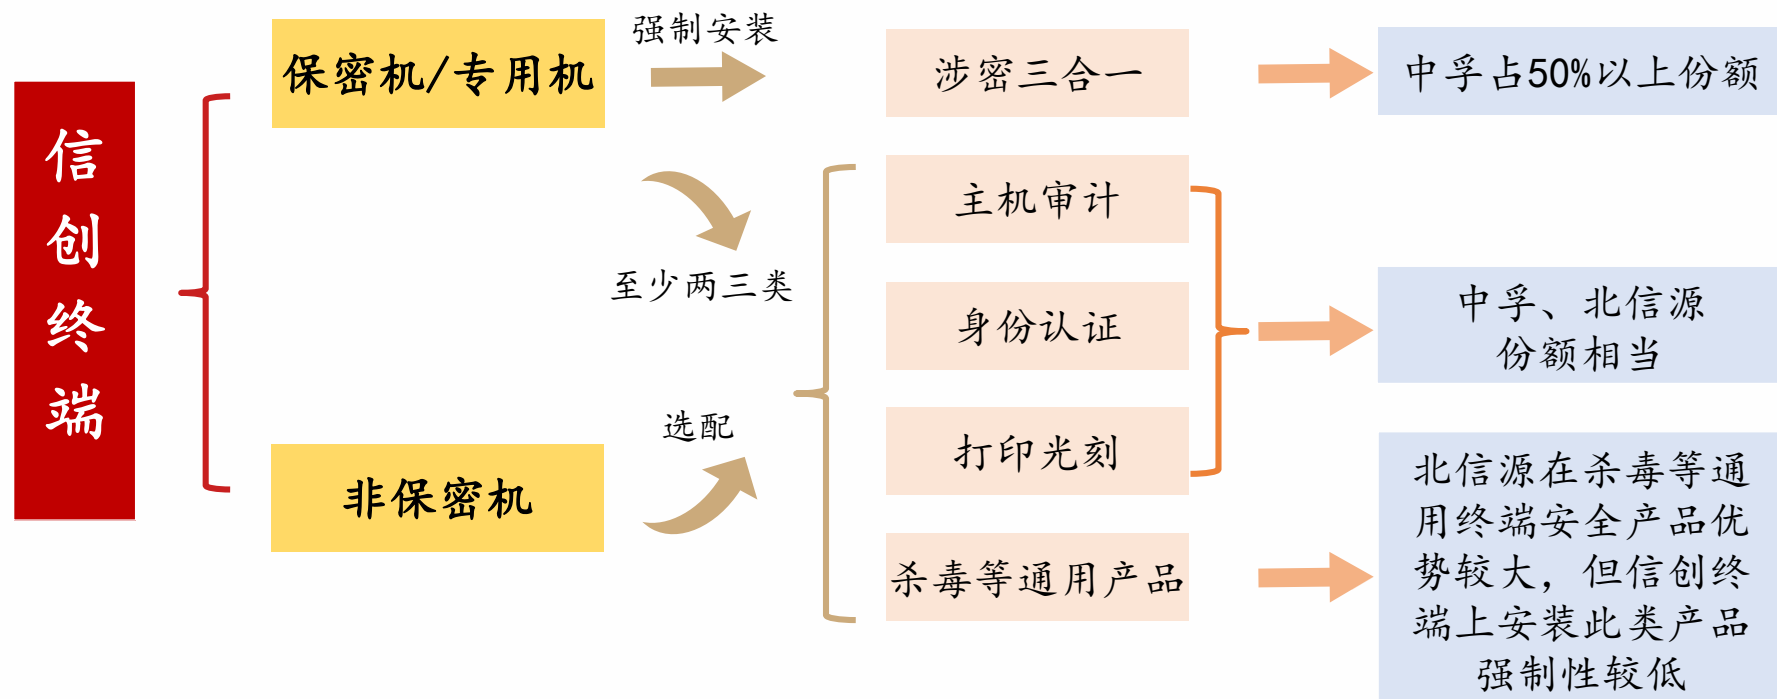 信创终端
保密机/专用机
强制安装
涉密三合一
中孚占50%以上份额
至少两三类
主机审计
身份认证
打印光刻
中孚、北信源
份额相当
非保密机
选配
杀毒等通用产品
北信源在杀毒等通
用终端安全产品优
势较大，但信创终
端上安装此类产品
强制性较低